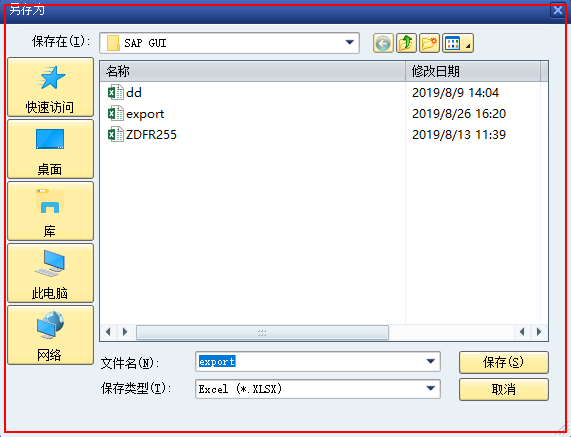 另存为
保存在(I):
SAP GUI
快速访问
桌面
库
此电脑
网络
名称 修改日期
dd 2019/8/9 14:04
export 2019/8/26 16:20
ZDFR255 2019/8/13 11:39
文件名(N): export 保存(S)
保存类型(T): Excel (*.XLSX) 取消